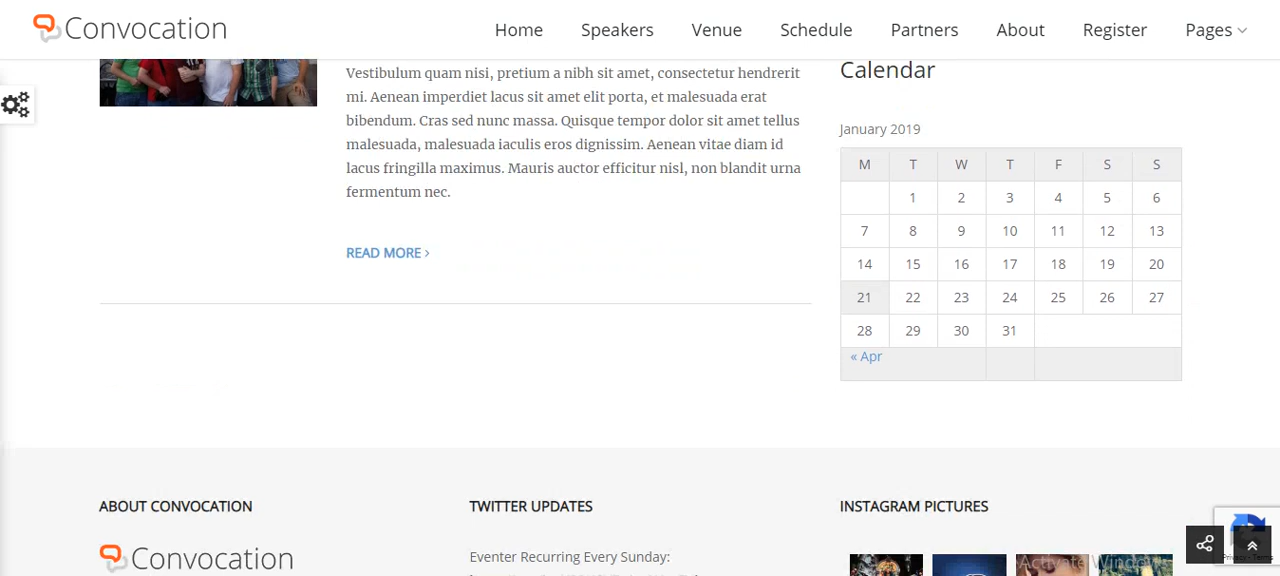 Convocation
Home Speakers Venue Schedule Partners About Register Pages
Vestibulum quam nisi, pretium a nibh sit amet, consectetur hendrerit
mi. Aenean imperdiet lacus sit amet elit porta, et malesuada erat
bibendum. Cras sed nunc massa. Quisque tempor dolor sit amet tellus
malesuada, malesuada iaculis eros dignissim. Aenean vitae diam id
lacus fringilla maximus. Mauris auctor efficitur nisl, non blandit urna
fermentum nec.
READ MORE ›
Calendar
January 2019
M T W T F S S
1 2 3 4 5 6
7 8 9 10 11 12 13
14 15 16 17 18 19 20
21 22 23 24 25 26 27
28 29 30 31
« Apr
ABOUT CONVOCATION
Convocation
TWITTER UPDATES
Eventer Recurring Every Sunday:
INSTAGRAM PICTURES
Activate Windows
Privacy - Terms